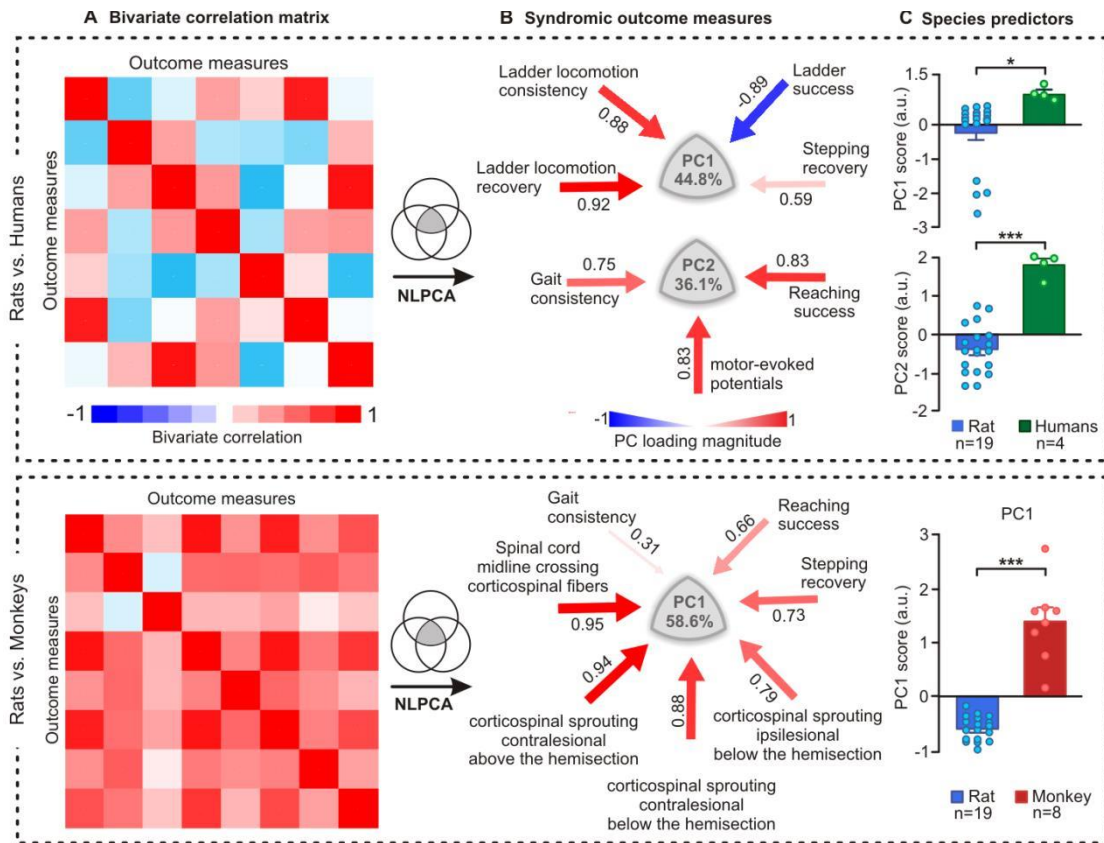 A Bivariate correlation matrix
B Syndromic outcome measures
C Species predictors
Rats vs. Humans
Outcome measures
Outcome measures
-1
1
Bivariate correlation
NLPCA
Ladder locomotion
consistency
0.88
-0.89
Ladder
success
Ladder locomotion
recovery
0.92
PC1
44.8%
Stepping
recovery
0.59
0.75
Gait
consistency
PC2
36.1%
0.83
Reaching
success
0.83
motor-evoked
potentials
-1
1
PC loading magnitude
*
1.5
0
-1
-2
-3
PC1 score (a.u.)
***
2
1
0
-1
-2
PC2 score (a.u.)
Rat
n=19
Humans
n=4
Rats vs. Monkeys
Outcome measures
Outcome measures
NLPCA
Gait
consistency
0.31
Reaching
success
0.66
Spinal cord
midline crossing
corticospinal fibers
0.95
PC1
58.6%
Stepping
recovery
0.73
0.94
corticospinal sprouting
contralesional
above the hemisection
0.88
corticospinal sprouting
contralesional
below the hemisection
0.79
corticospinal sprouting
ipsilesional
below the hemisection
PC1
***
3
2
1
0
-1
PC1 score (a.u.)
Rat
n=19
Monkey
n=8